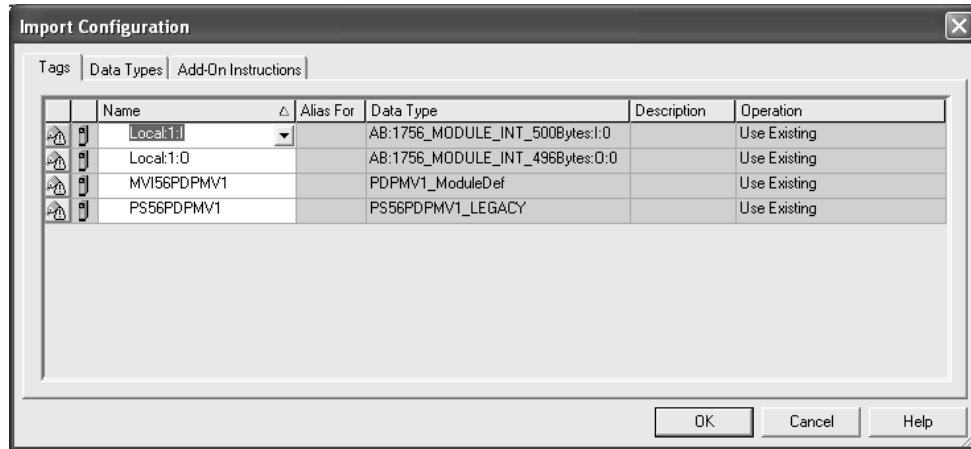 Import Configuration
Tags Data Types Add-On Instructions
Name Alias For Data Type Description Operation
Local:1:I AB:1756_MODULE_INT_500Bytes:I:0 Use Existing
Local:1:O AB:1756_MODULE_INT_496Bytes:O:0 Use Existing
MVI56PDPMV1 PDPMV1_ModuleDef Use Existing
PS56PDPMV1 PS56PDPMV1_LEGACY Use Existing
OK Cancel Help